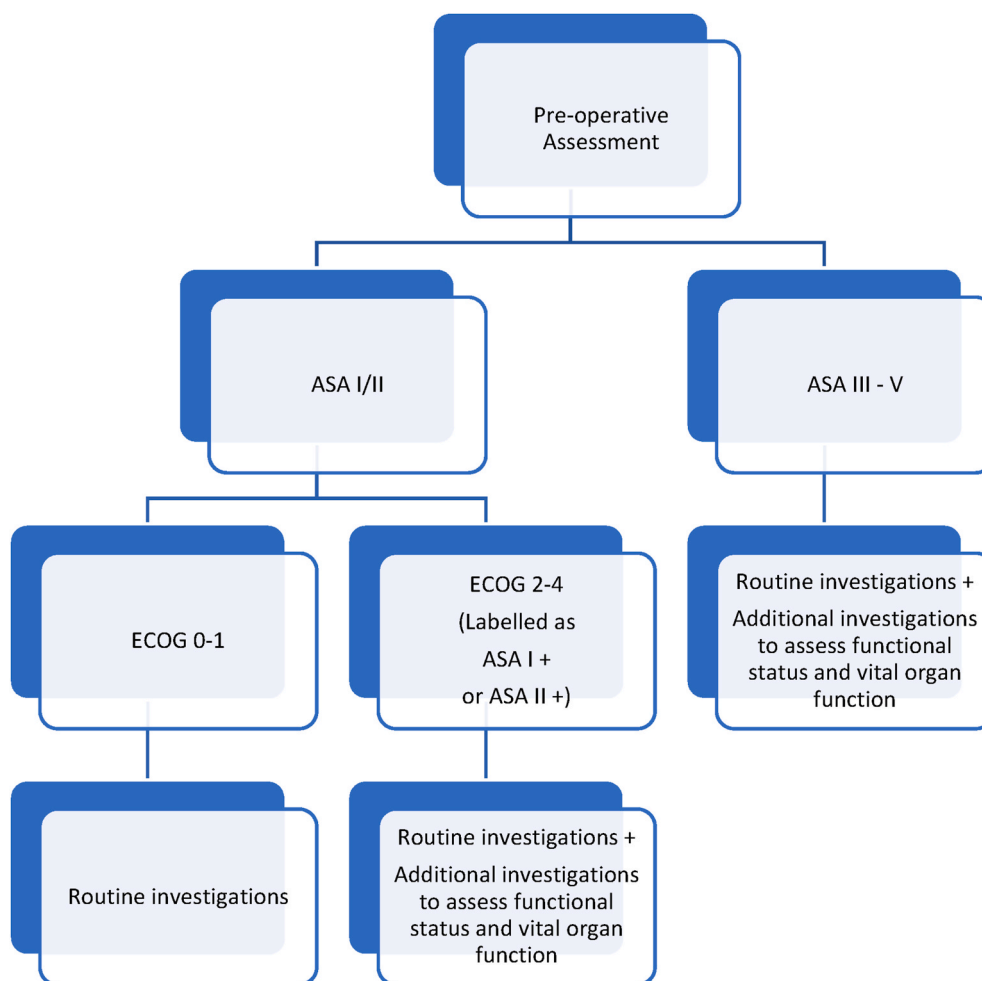 Pre-operative
Assessment
ASA I/II
ASA III - V
ECOG 0-1
ECOG 2-4
(Labelled as
ASA I +
or ASA II +)
Routine investigations +
Additional investigations
to assess functional
status and vital organ
function
Routine investigations
Routine investigations +
Additional investigations
to assess functional
status and vital organ
function